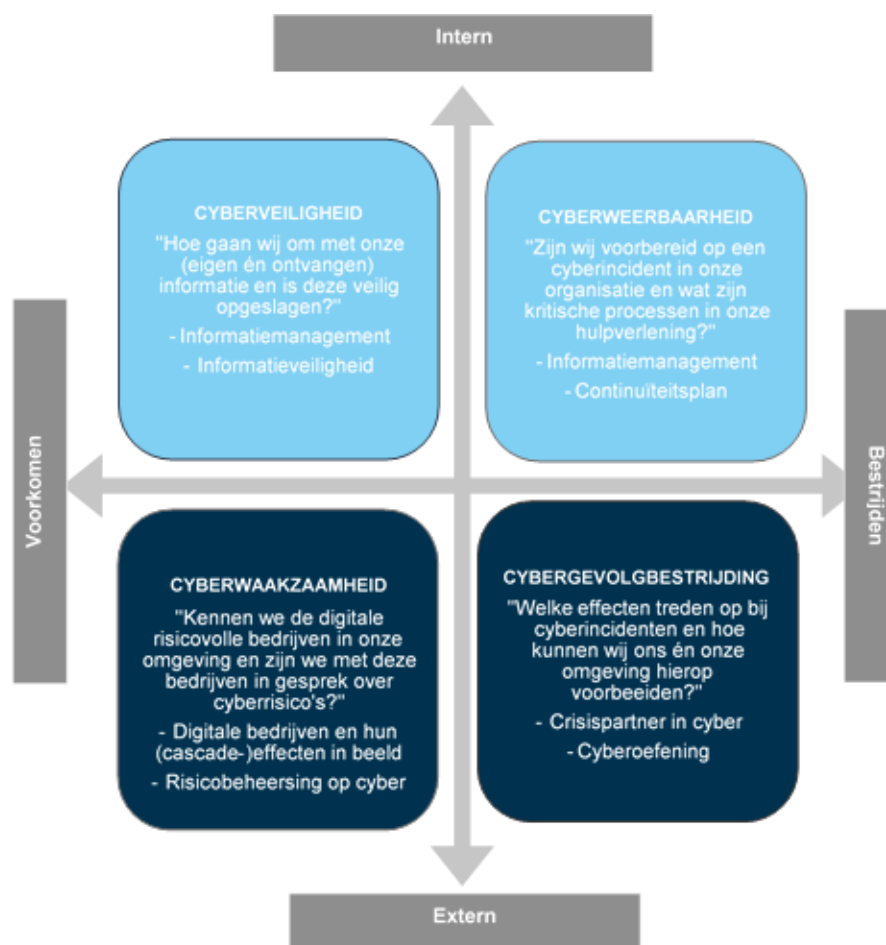 Intern
CYBERVEILIGHEID
"Hoe gaan wij om met onze
(eigen én ontvangen)
informatie en is deze veilig
opgeslagen?"
- Informatiemanagement
- Informatieveiligheid
CYBERWEERBAARHEID
"Zijn wij voorbereid op een
cyberincident in onze
organisatie en wat zijn
kritische processen in onze
hulpverlening?"
- Informatiemanagement
- Continuïteitsplan
Voorkomen
Bestrijden
CYBERWAAKZAAMHEID
"Kennen we de digitale
risicovolle bedrijven in onze
omgeving en zijn we met deze
bedrijven in gesprek over
cyberrisico's?"
- Digitale bedrijven en hun
(cascade-)effecten in beeld
- Risicobeheersing op cyber
CYBERGEVOLGBESTRIJDING
"Welke effecten treden op bij
cyberincidenten en hoe
kunnen wij ons én onze
omgeving hierop
voorbeeiden?"
- Crisispartner in cyber
- Cyberoefening
Extern